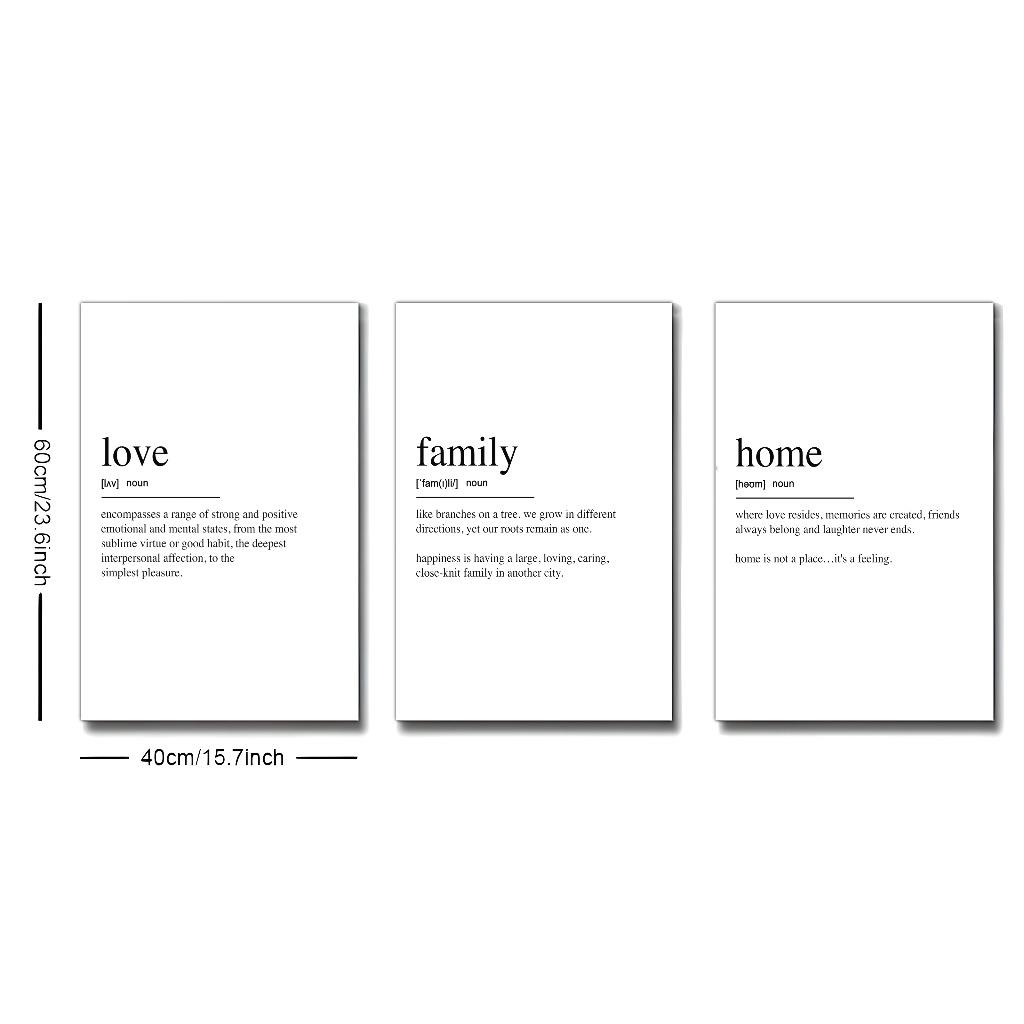 60cm/23.6inch
love
[lʌv] noun
encompasses a range of strong and positive
emotional and mental states, from the most
sublime virtue or good habit, the deepest
interpersonal affection, to the
simplest pleasure.
family
[ˈfam(ɪ)li/] noun
like branches on a tree. we grow in different
directions, yet our roots remain as one.
happiness is having a large, loving, caring,
close-knit family in another city.
home
[həʊm] noun
where love resides, memories are created, friends
always belong and laughter never ends.
home is not a place…it's a feeling.
40cm/15.7inch